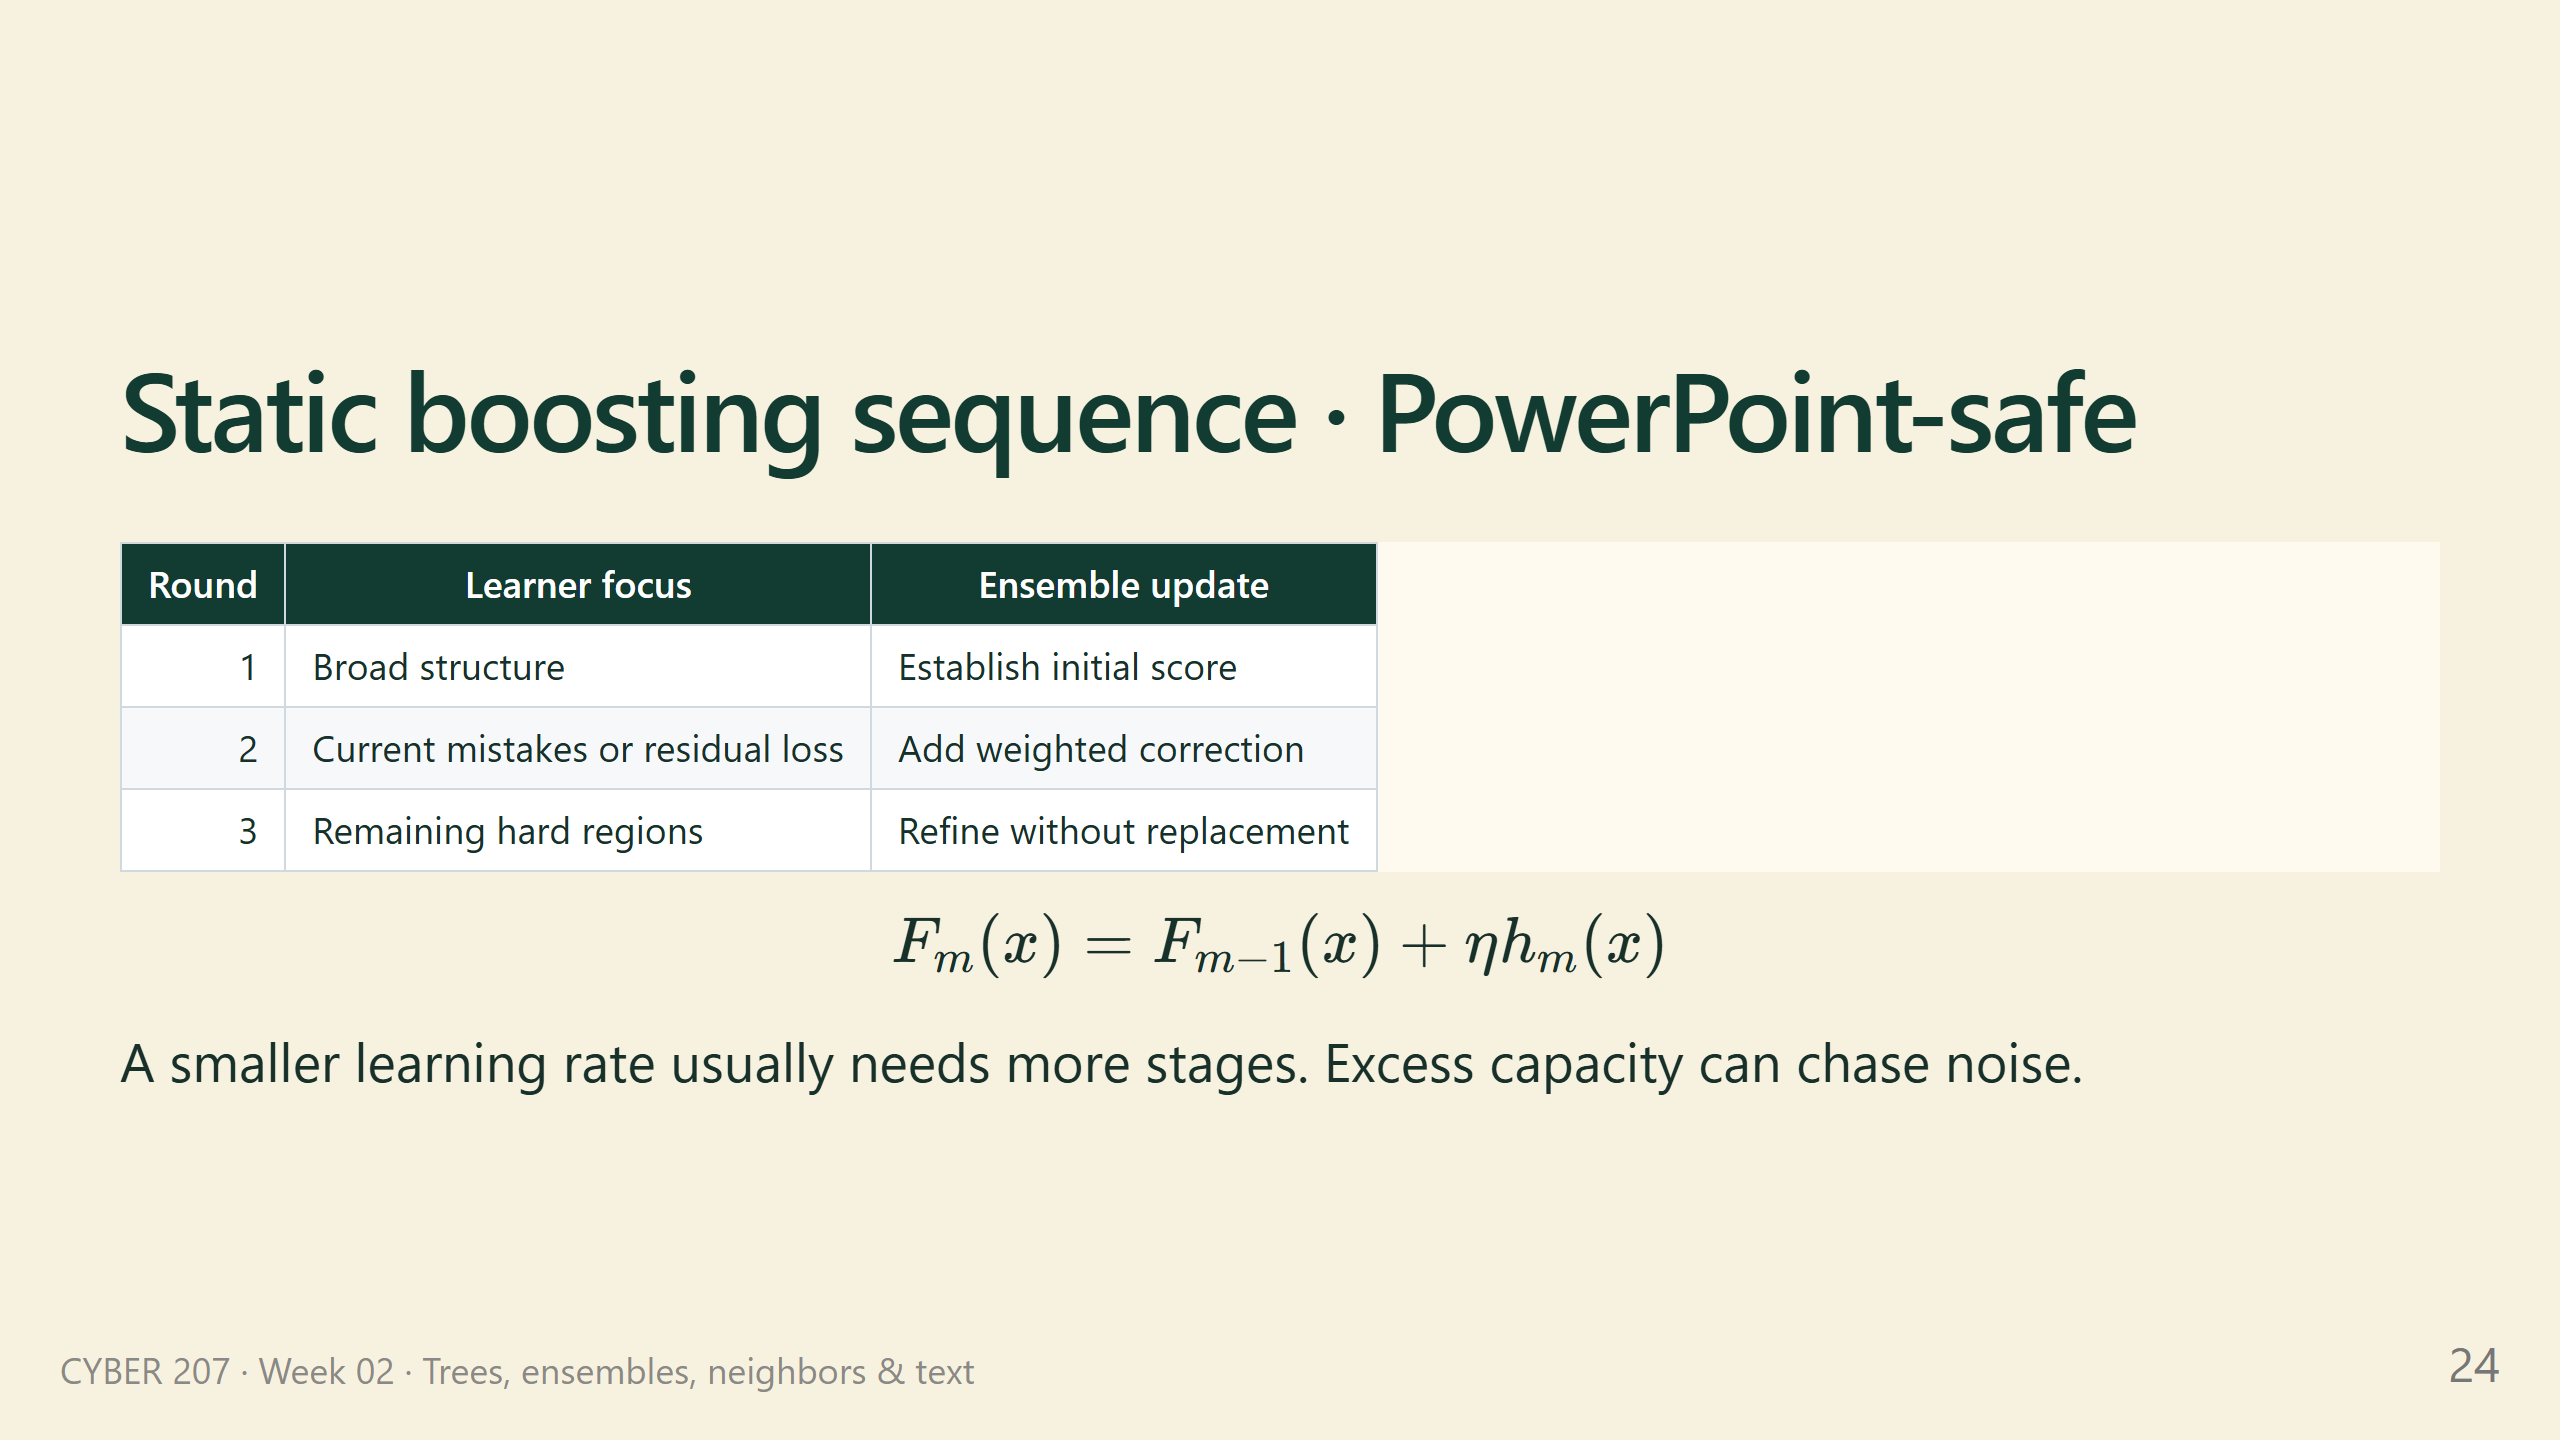 Static boosting sequence · PowerPoint-safe
Round Learner focus Ensemble update
1 Broad structure Establish initial score
2 Current mistakes or residual loss Add weighted correction
3 Remaining hard regions Refine without replacement
Fₘ(x) = Fₘ₋₁(x) + ηhₘ(x)
A smaller learning rate usually needs more stages. Excess capacity can chase noise.
CYBER 207 · Week 02 · Trees, ensembles, neighbors & text
24